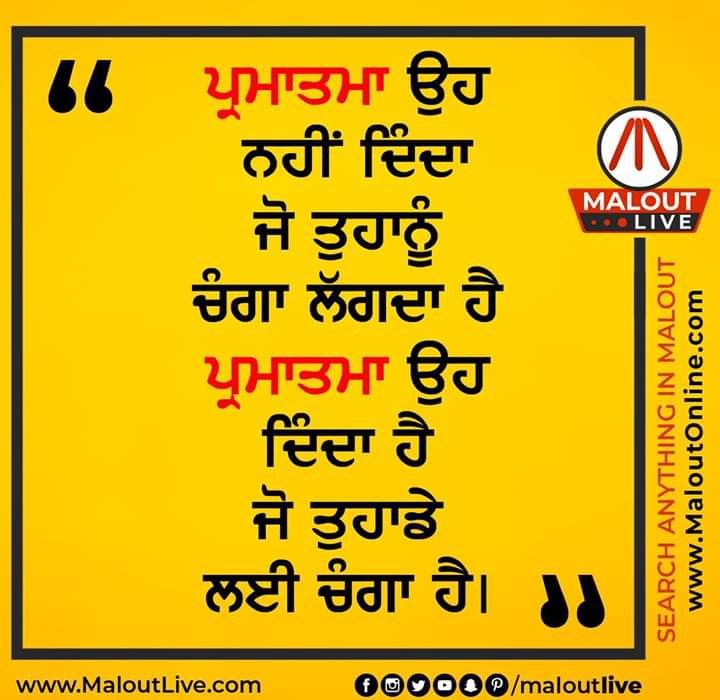 ਪ੍ਰਮਾਤਮਾ ਉਹ
ਨਹੀਂ ਦਿੰਦਾ
ਜੋ ਤੁਹਾਨੂੰ
ਚੰਗਾ ਲੱਗਦਾ ਹੈ
ਪ੍ਰਮਾਤਮਾ ਉਹ
ਦਿੰਦਾ ਹੈ
ਜੋ ਤੁਹਾਡੇ
ਲਈ ਚੰਗਾ ਹੈ।
MALOUT
LIVE
SEARCH ANYTHING IN MALOUT
www.MaloutOnline.com
www.MaloutLive.com
/maloutlive